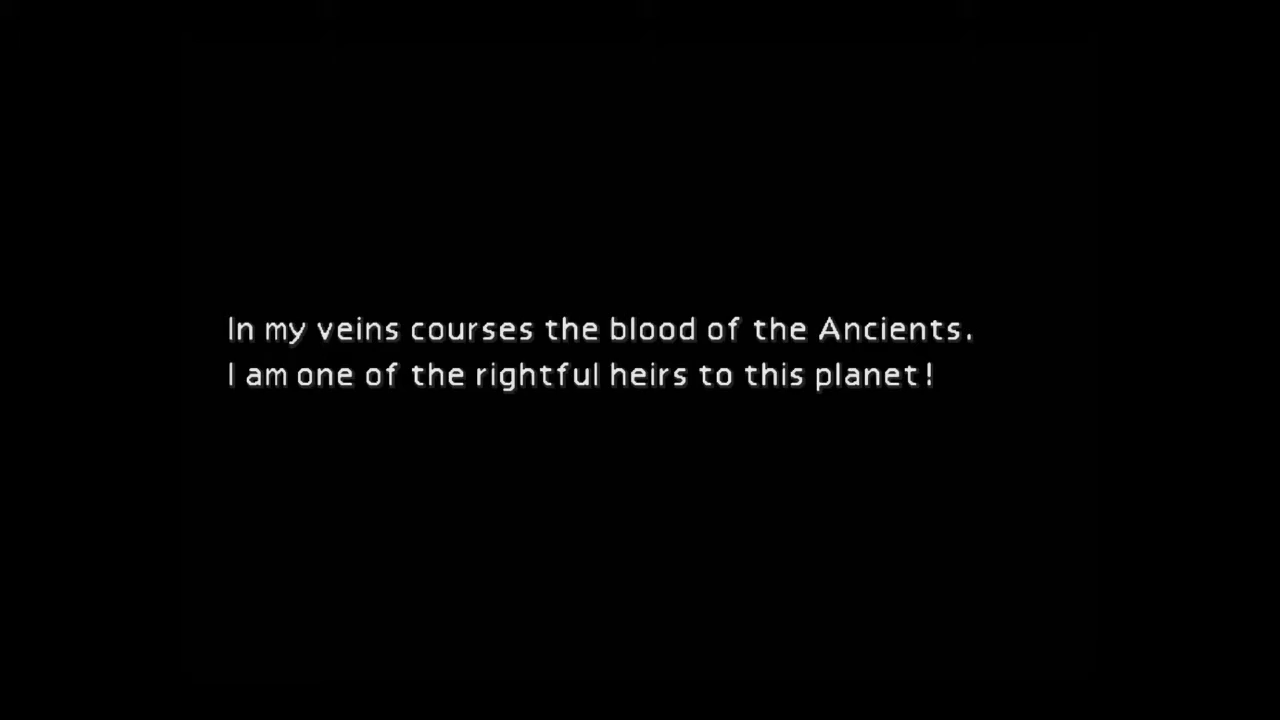 In my veins courses the blood of the Ancients.
I am one of the rightful heirs to this planet!